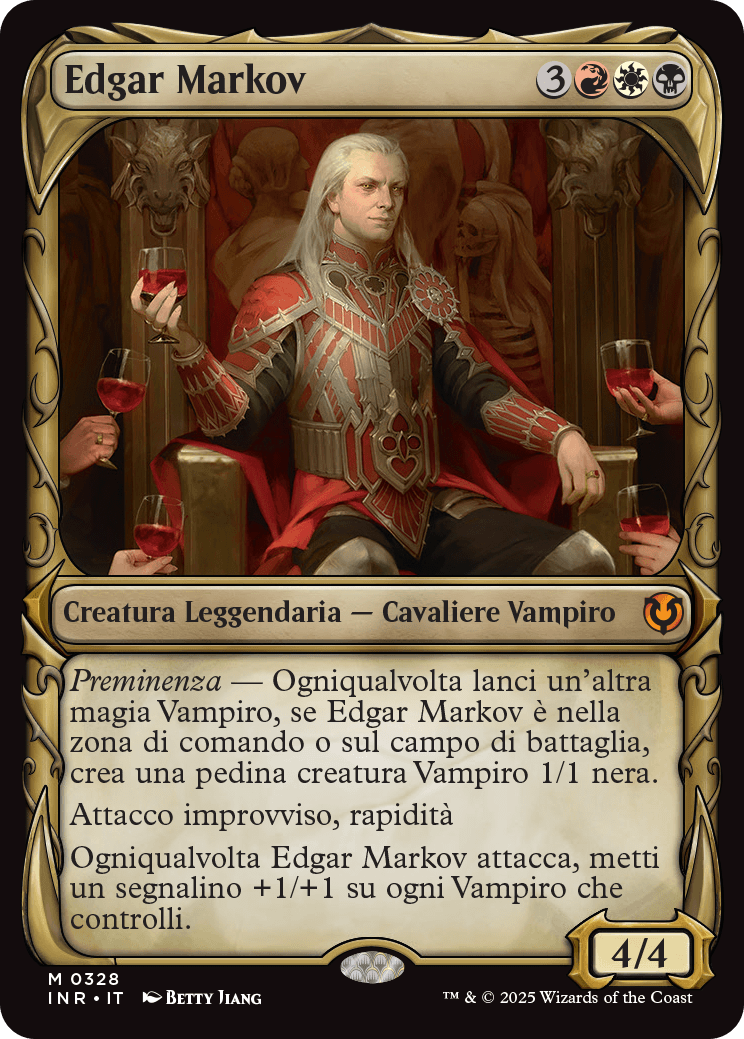 Edgar Markov 3
Creatura Leggendaria — Cavaliere Vampiro
Preminenza — Ogniqualvolta lanci un'altra
magia Vampiro, se Edgar Markov è nella
zona di comando o sul campo di battaglia,
crea una pedina creatura Vampiro 1/1 nera.
Attacco improvviso, rapidità
Ogniqualvolta Edgar Markov attacca, metti
un segnalino +1/+1 su ogni Vampiro che
controlli.
4/4
M 0328
INR • IT Betty Jiang ™ & © 2025 Wizards of the Coast